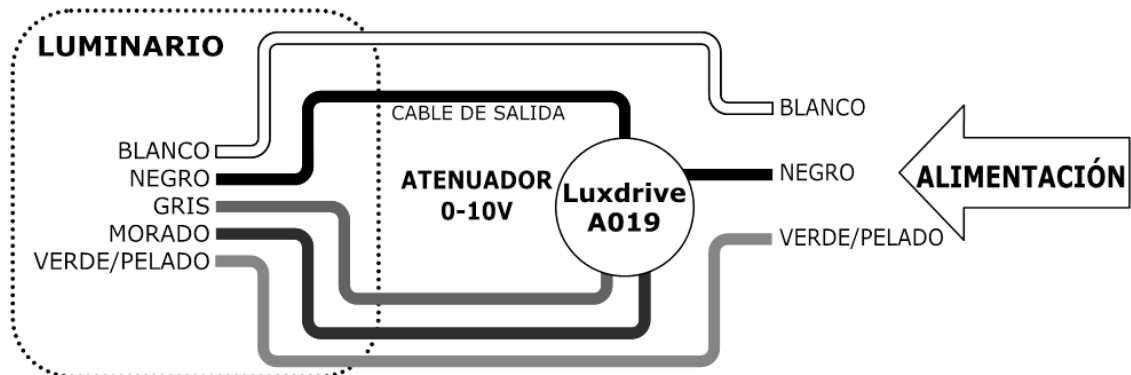 LUMINARIO
CABLE DE SALIDA
BLANCO
NEGRO
GRIS
MORADO
VERDE/PELADO
ATENUADOR
0-10V
Luxdrive
A019
BLANCO
NEGRO
VERDE/PELADO
ALIMENTACIÓN